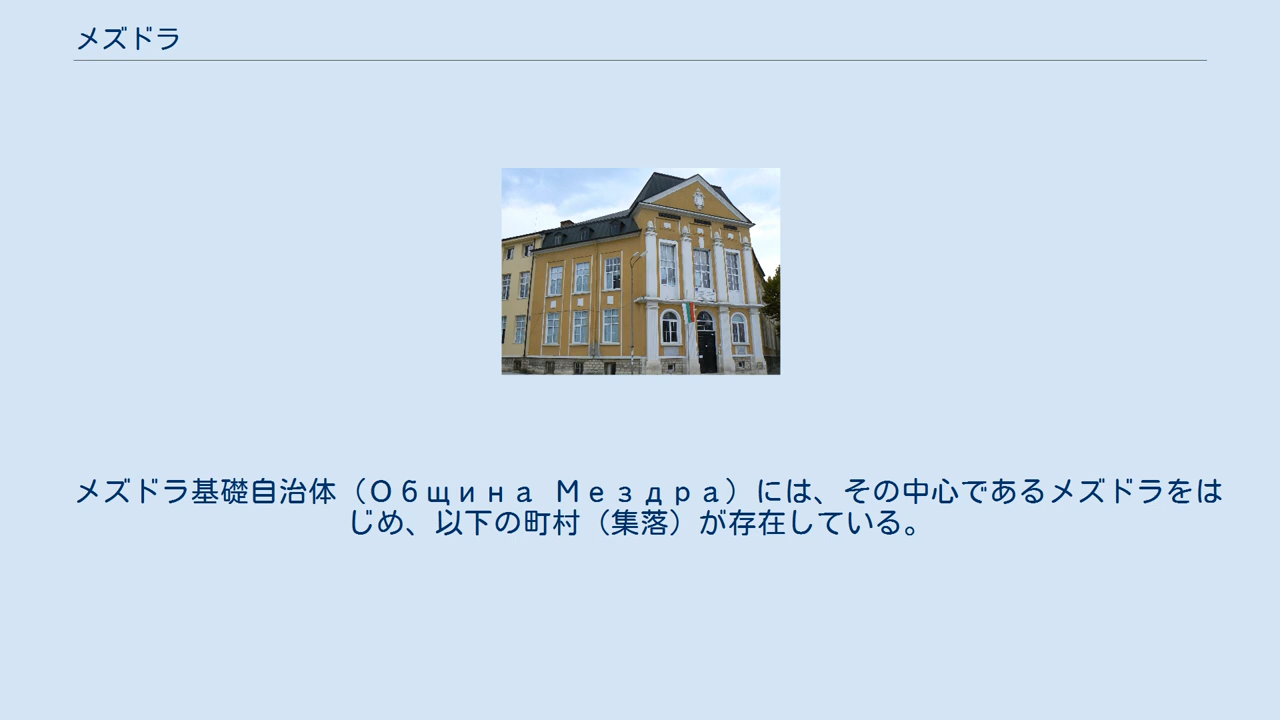 メズドラ
メズドラ基礎自治体（Община Мездра）には、その中心であるメズドラをは
じめ、以下の町村（集落）が存在している。